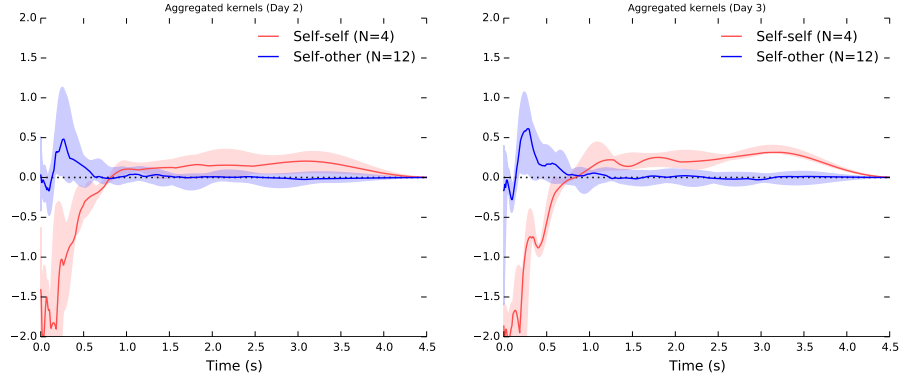 Aggregated kernels (Day 2)
2.0
1.5
1.0
0.5
0.0
−0.5
−1.0
−1.5
−2.0
0.0 0.5 1.0 1.5 2.0 2.5 3.0 3.5 4.0 4.5
Time (s)
Self-self (N=4)
Self-other (N=12)
Aggregated kernels (Day 3)
2.0
1.5
1.0
0.5
0.0
−0.5
−1.0
−1.5
−2.0
0.0 0.5 1.0 1.5 2.0 2.5 3.0 3.5 4.0 4.5
Time (s)
Self-self (N=4)
Self-other (N=12)